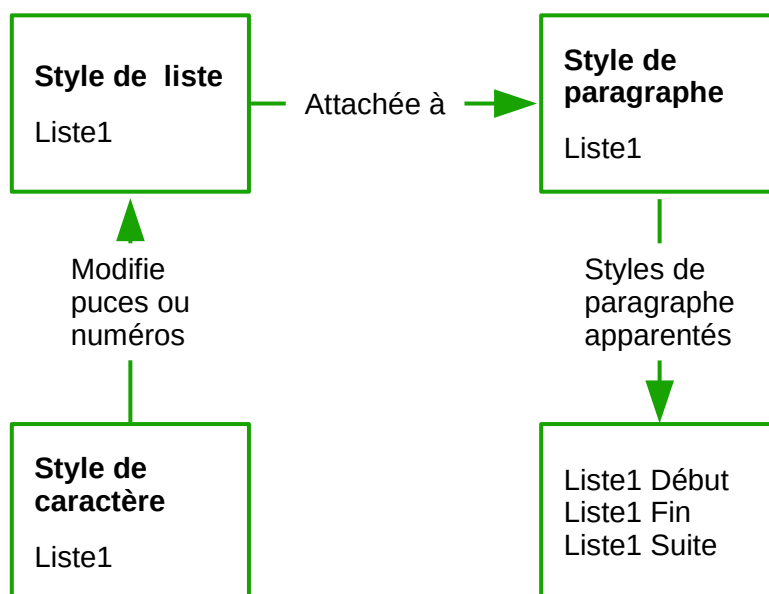 Style de  liste
Liste1
Attachée à
Style de
paragraphe
Liste1
Modifie
puces ou
numéros
Styles de
paragraphe
apparentés
Style de
caractère
Liste1
Liste1 Début
Liste1 Fin
Liste1 Suite